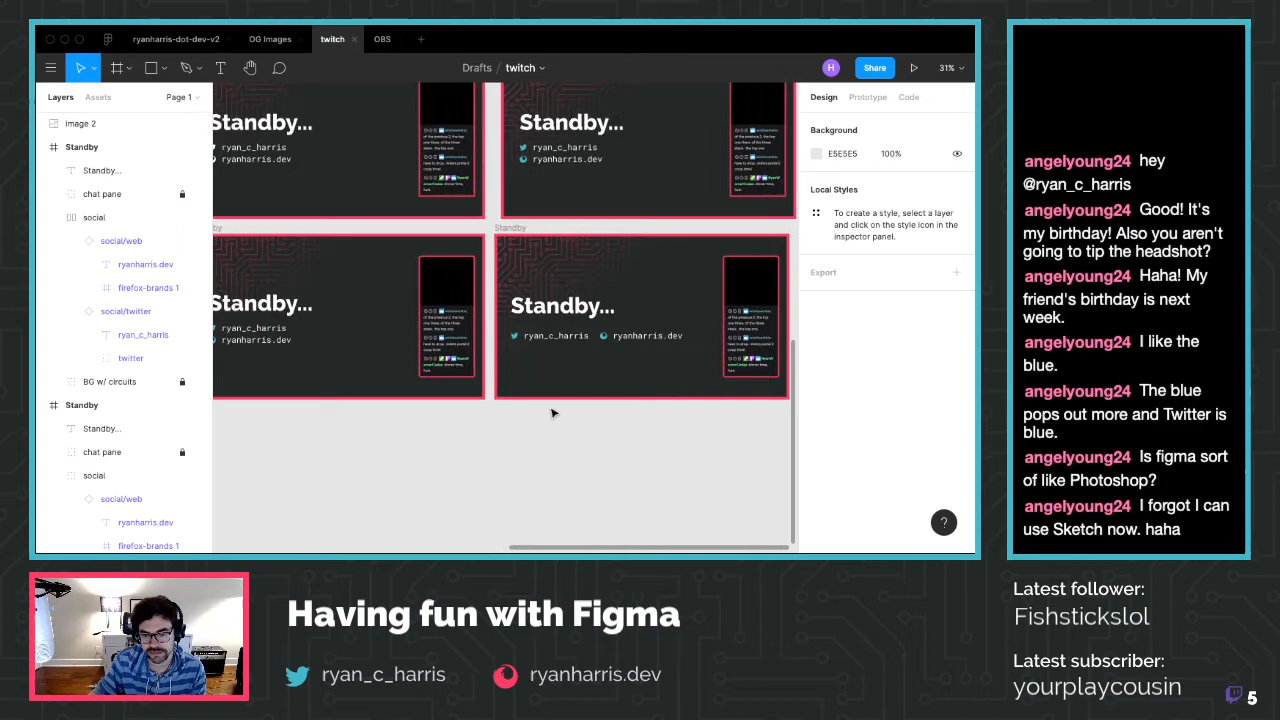 ryanharris-dot-dev-v2
OG Images
twitch
OBS
Drafts / twitch
H
Share
31%
Layers
Assets
Page 1
image 2
Standby
Standby...
chat pane
social
social/web
ryanharris.dev
firefox-brands 1
social/twitter
ryan_c_harris
twitter
BG w/ circuits
Standby
Standby...
chat pane
social
social/web
ryanharris.dev
firefox-brands 1
Standby...
ryan_c_harris
ryanharris.dev
Standby...
ryan_c_harris
ryanharris.dev
Standby
Standby...
ryan_c_harris
ryanharris.dev
Standby...
ryan_c_harris ryanharris.dev
Design
Prototype
Code
Background
E5E5E5
100%
Local Styles
To create a style, select a layer
and click on the style icon in the
inspector panel.
Export
?
angelyoung24 hey
@ryan_c_harris
angelyoung24 Good! It's
my birthday! Also you aren't
going to tip the headshot?
angelyoung24 Haha! My
friend's birthday is next
week.
angelyoung24 I like the
blue.
angelyoung24 The blue
pops out more and Twitter is
blue.
angelyoung24 Is figma sort
of like Photoshop?
angelyoung24 I forgot I can
use Sketch now. haha
Having fun with Figma
ryan_c_harris
ryanharris.dev
Latest follower:
Fishstickslol
Latest subscriber:
yourplaycousin
5